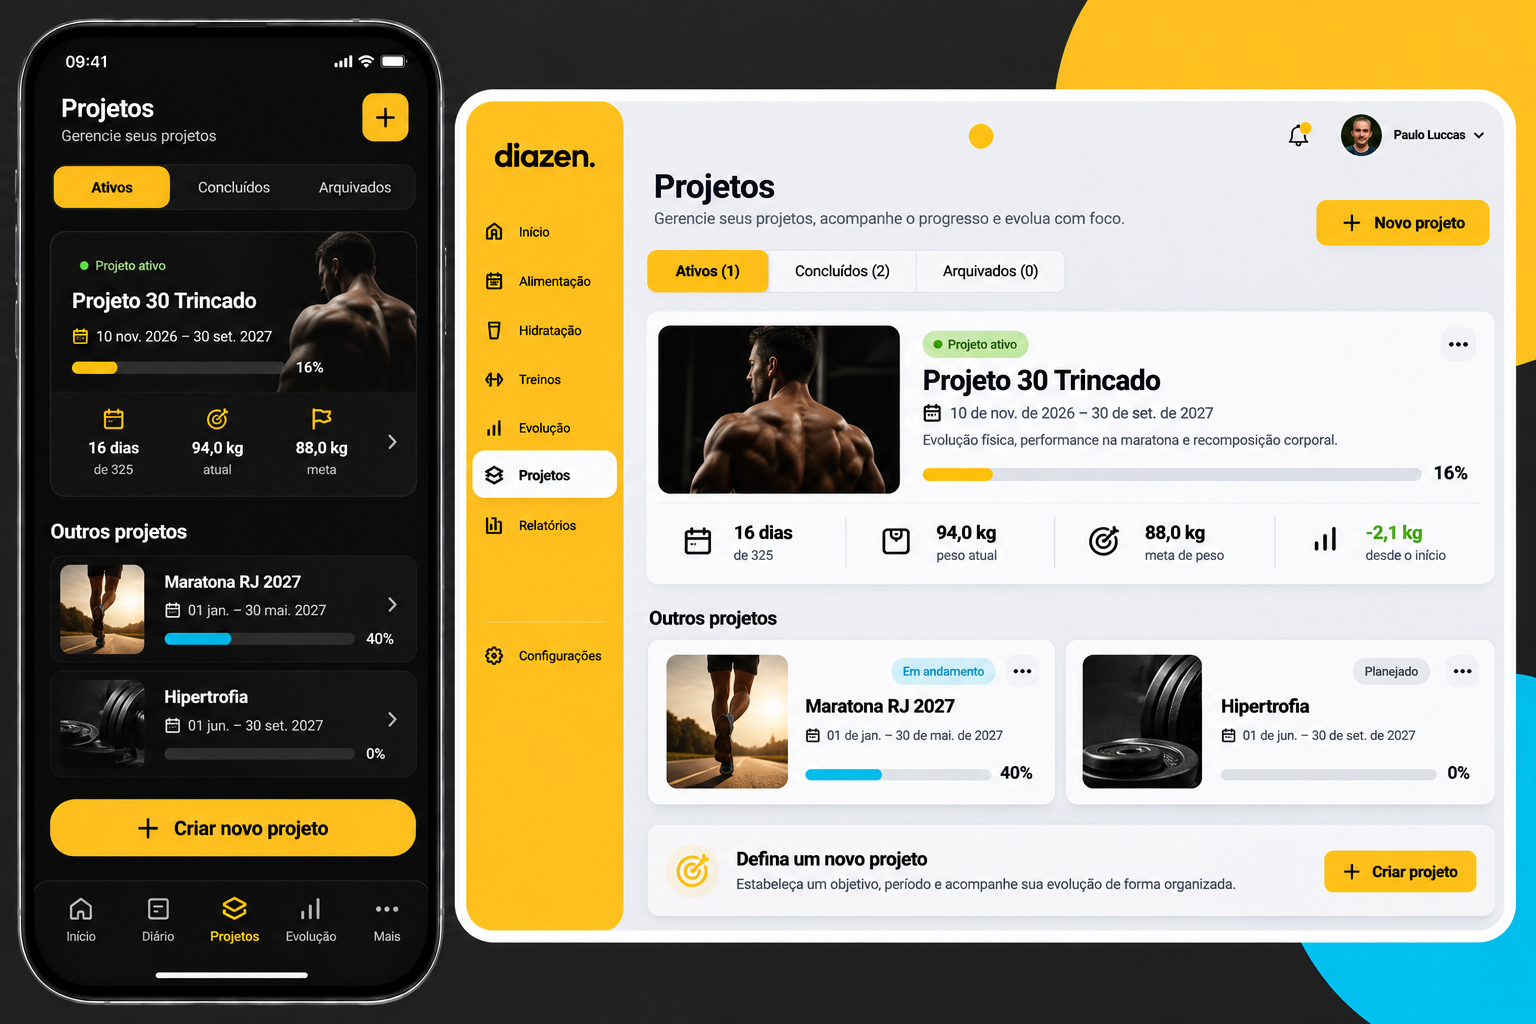 09:41
Projetos
Gerencie seus projetos
Ativos
Concluídos
Arquivados
Projeto ativo
Projeto 30 Trincado
10 nov. 2026 – 30 set. 2027
16%
16 dias
de 325
94,0 kg
atual
88,0 kg
meta
Outros projetos
Maratona RJ 2027
01 jan. – 30 mai. 2027
40%
Hipertrofia
01 jun. – 30 set. 2027
0%
Criar novo projeto
Início
Diário
Projetos
Evolução
Mais
diazen.
Início
Alimentação
Hidratação
Treinos
Evolução
Projetos
Relatórios
Configurações
Paulo Luccas
Projetos
Gerencie seus projetos, acompanhe o progresso e evolua com foco.
Novo projeto
Ativos (1)
Concluídos (2)
Arquivados (0)
Projeto ativo
Projeto 30 Trincado
10 de nov. de 2026 – 30 de set. de 2027
Evolução física, performance na maratona e recomposição corporal.
16%
16 dias
de 325
94,0 kg
peso atual
88,0 kg
meta de peso
-2,1 kg
desde o início
Outros projetos
Em andamento
Maratona RJ 2027
01 de jan. – 30 de mai. de 2027
40%
Planejado
Hipertrofia
01 de jun. – 30 de set. de 2027
0%
Defina um novo projeto
Estabeleça um objetivo, período e acompanhe sua evolução de forma organizada.
Criar projeto